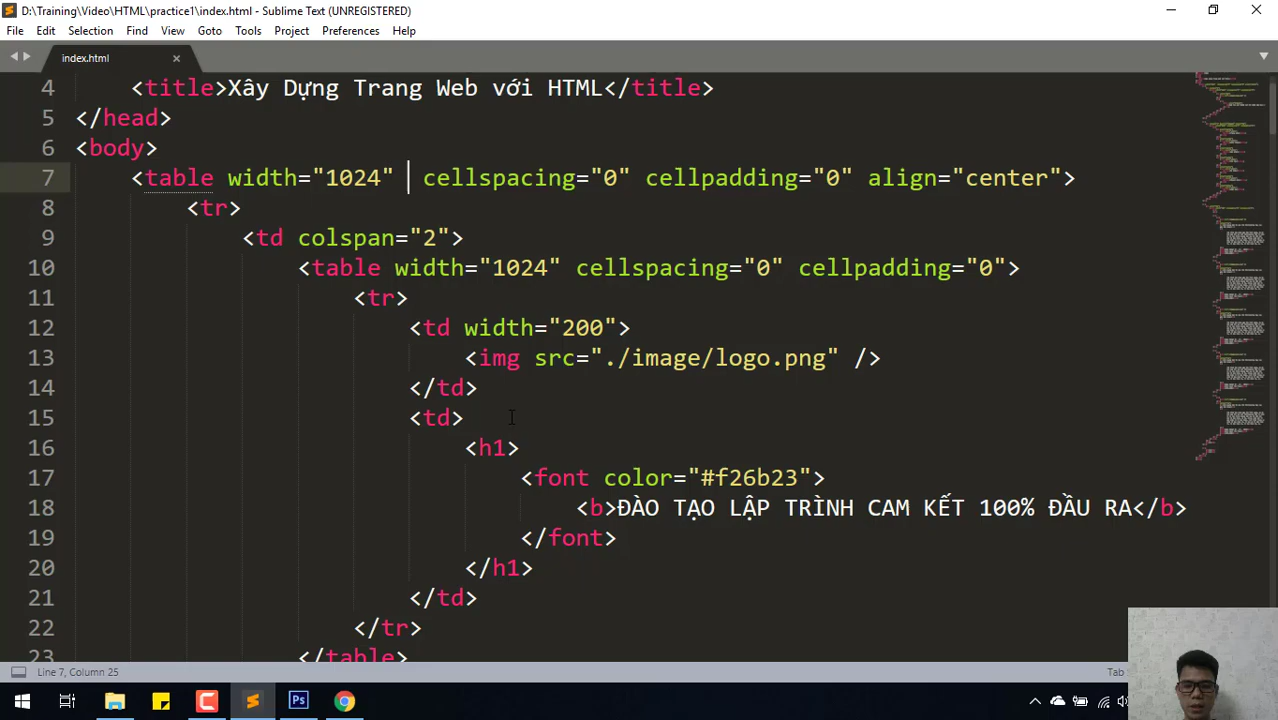 D:\Training\Video\HTML\practice1\index.html - Sublime Text (UNREGISTERED)
File Edit Selection Find View Goto Tools Project Preferences Help
index.html
4 <title>Xây Dựng Trang Web với HTML</title>
5 </head>
6 <body>
7 <table width="1024"  cellspacing="0" cellpadding="0" align="center">
8 <tr>
9 <td colspan="2">
10 <table width="1024" cellspacing="0" cellpadding="0">
11 <tr>
12 <td width="200">
13 <img src="./image/logo.png" />
14 </td>
15 <td>
16 <h1>
17 <font color="#f26b23">
18 <b>ĐÀO TẠO LẬP TRÌNH CAM KẾT 100% ĐẦU RA</b>
19 </font>
20 </h1>
21 </td>
22 </tr>
23 </table>
Line 7, Column 25
Tab
Ps